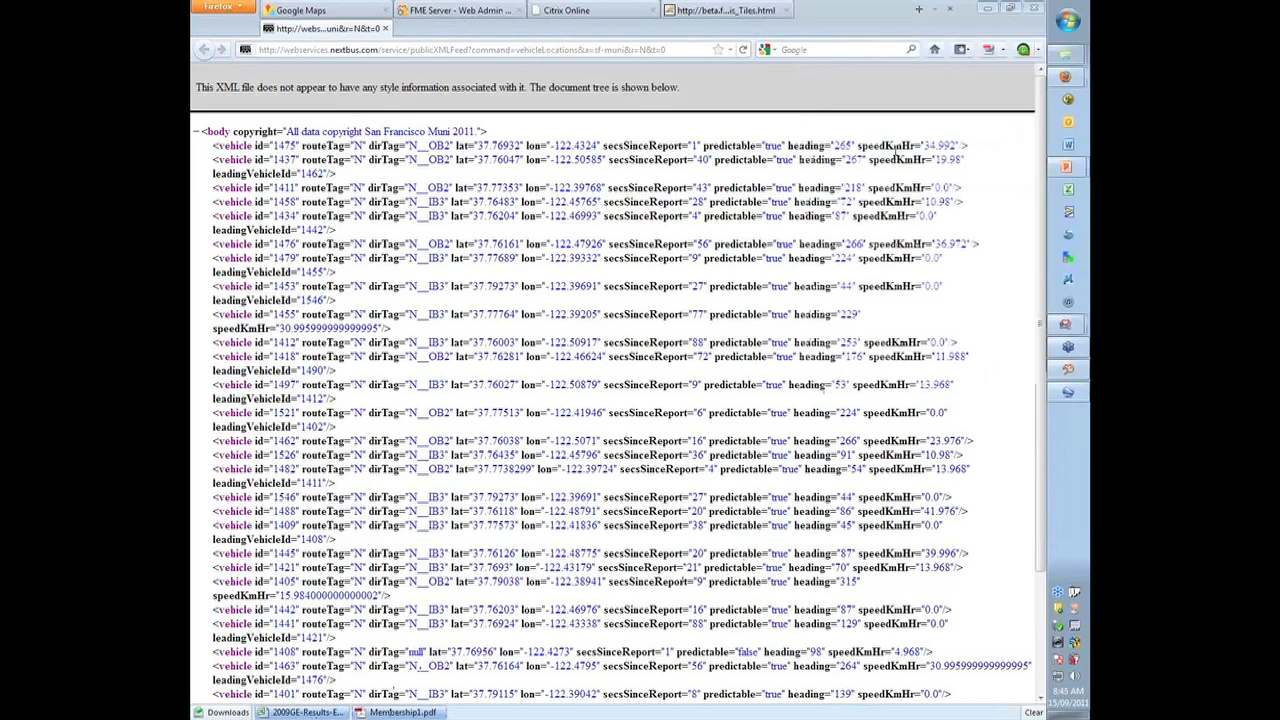 Firefox
Google Maps
FME Server - Web Admin ...
Citrix Online
http://beta.f...is_Tiles.html
http://webs...uni&r=N&t=0
http://webservices.nextbus.com/service/publicXMLFeed?command=vehicleLocations&a=sf-muni&r=N&t=0
Google
This XML file does not appear to have any style information associated with it. The document tree is shown below.
−<body copyright="All data copyright San Francisco Muni 2011.">
<vehicle id="1475" routeTag="N" dirTag="N__OB2" lat="37.76932" lon="-122.4324" secsSinceReport="1" predictable="true" heading="265" speedKmHr="34.992" >
<vehicle id="1437" routeTag="N" dirTag="N__OB2" lat="37.76047" lon="-122.50585" secsSinceReport="40" predictable="true" heading="267" speedKmHr="19.98"
leadingVehicleId="1462"/>
<vehicle id="1411" routeTag="N" dirTag="N__OB2" lat="37.77353" lon="-122.39768" secsSinceReport="43" predictable="true" heading="218" speedKmHr="0.0"/>
<vehicle id="1458" routeTag="N" dirTag="N__IB3" lat="37.76483" lon="-122.45765" secsSinceReport="28" predictable="true" heading="72" speedKmHr="10.98"/>
<vehicle id="1434" routeTag="N" dirTag="N__IB3" lat="37.76204" lon="-122.46993" secsSinceReport="4" predictable="true" heading="87" speedKmHr="0.0"
leadingVehicleId="1442"/>
<vehicle id="1476" routeTag="N" dirTag="N__OB2" lat="37.76161" lon="-122.47926" secsSinceReport="56" predictable="true" heading="266" speedKmHr="36.972" >
<vehicle id="1479" routeTag="N" dirTag="N__OB2" lat="37.77689" lon="-122.39332" secsSinceReport="9" predictable="true" heading="224" speedKmHr="0.0"
leadingVehicleId="1455"/>
<vehicle id="1453" routeTag="N" dirTag="N__IB3" lat="37.79273" lon="-122.39691" secsSinceReport="27" predictable="true" heading="44" speedKmHr="0.0"
leadingVehicleId="1546"/>
<vehicle id="1455" routeTag="N" dirTag="N__IB3" lat="37.77764" lon="-122.39205" secsSinceReport="77" predictable="true" heading="229"
speedKmHr="30.995999999999995"/>
<vehicle id="1412" routeTag="N" dirTag="N__IB3" lat="37.76003" lon="-122.50917" secsSinceReport="88" predictable="true" heading="253" speedKmHr="0.0"/>
<vehicle id="1418" routeTag="N" dirTag="N__OB2" lat="37.76281" lon="-122.46624" secsSinceReport="72" predictable="true" heading="176" speedKmHr="11.988"
leadingVehicleId="1490"/>
<vehicle id="1497" routeTag="N" dirTag="N__IB3" lat="37.76027" lon="-122.50879" secsSinceReport="9" predictable="true" heading="53" speedKmHr="13.968"
leadingVehicleId="1412"/>
<vehicle id="1521" routeTag="N" dirTag="N__OB2" lat="37.77513" lon="-122.41946" secsSinceReport="6" predictable="true" heading="224" speedKmHr="0.0"
leadingVehicleId="1402"/>
<vehicle id="1462" routeTag="N" dirTag="N__OB2" lat="37.76038" lon="-122.5071" secsSinceReport="16" predictable="true" heading="266" speedKmHr="23.976"/>
<vehicle id="1526" routeTag="N" dirTag="N__IB3" lat="37.76435" lon="-122.45796" secsSinceReport="36" predictable="true" heading="91" speedKmHr="10.98"/>
<vehicle id="1482" routeTag="N" dirTag="N__OB2" lat="37.7738299" lon="-122.39724" secsSinceReport="4" predictable="true" heading="54" speedKmHr="13.968"
leadingVehicleId="1411"/>
<vehicle id="1546" routeTag="N" dirTag="N__IB3" lat="37.79273" lon="-122.39691" secsSinceReport="27" predictable="true" heading="44" speedKmHr="0.0"/>
<vehicle id="1488" routeTag="N" dirTag="N__IB3" lat="37.76118" lon="-122.48791" secsSinceReport="20" predictable="true" heading="86" speedKmHr="41.976"/>
<vehicle id="1409" routeTag="N" dirTag="N__IB3" lat="37.77573" lon="-122.41836" secsSinceReport="38" predictable="true" heading="45" speedKmHr="0.0"
leadingVehicleId="1408"/>
<vehicle id="1445" routeTag="N" dirTag="N__IB3" lat="37.76126" lon="-122.48775" secsSinceReport="20" predictable="true" heading="87" speedKmHr="39.996"/>
<vehicle id="1421" routeTag="N" dirTag="N__IB3" lat="37.7693" lon="-122.43179" secsSinceReport="21" predictable="true" heading="70" speedKmHr="13.968"/>
<vehicle id="1405" routeTag="N" dirTag="N__OB2" lat="37.79038" lon="-122.38941" secsSinceReport="9" predictable="true" heading="315"
speedKmHr="15.984000000000002"/>
<vehicle id="1442" routeTag="N" dirTag="N__IB3" lat="37.76203" lon="-122.46976" secsSinceReport="16" predictable="true" heading="87" speedKmHr="0.0"/>
<vehicle id="1441" routeTag="N" dirTag="N__IB3" lat="37.76924" lon="-122.43338" secsSinceReport="88" predictable="true" heading="129" speedKmHr="0.0"
leadingVehicleId="1421"/>
<vehicle id="1408" routeTag="N" dirTag="null" lat="37.76956" lon="-122.4273" secsSinceReport="1" predictable="false" heading="98" speedKmHr="4.968"/>
<vehicle id="1463" routeTag="N" dirTag="N__OB2" lat="37.76164" lon="-122.4795" secsSinceReport="56" predictable="true" heading="264" speedKmHr="30.995999999999995"
leadingVehicleId="1476"/>
<vehicle id="1401" routeTag="N" dirTag="N__IB3" lat="37.79115" lon="-122.39042" secsSinceReport="8" predictable="true" heading="139" speedKmHr="0.0"/>
8:45 AM
15/09/2011
Downloads
2009GE-Results-E...
Membership1.pdf
Clear